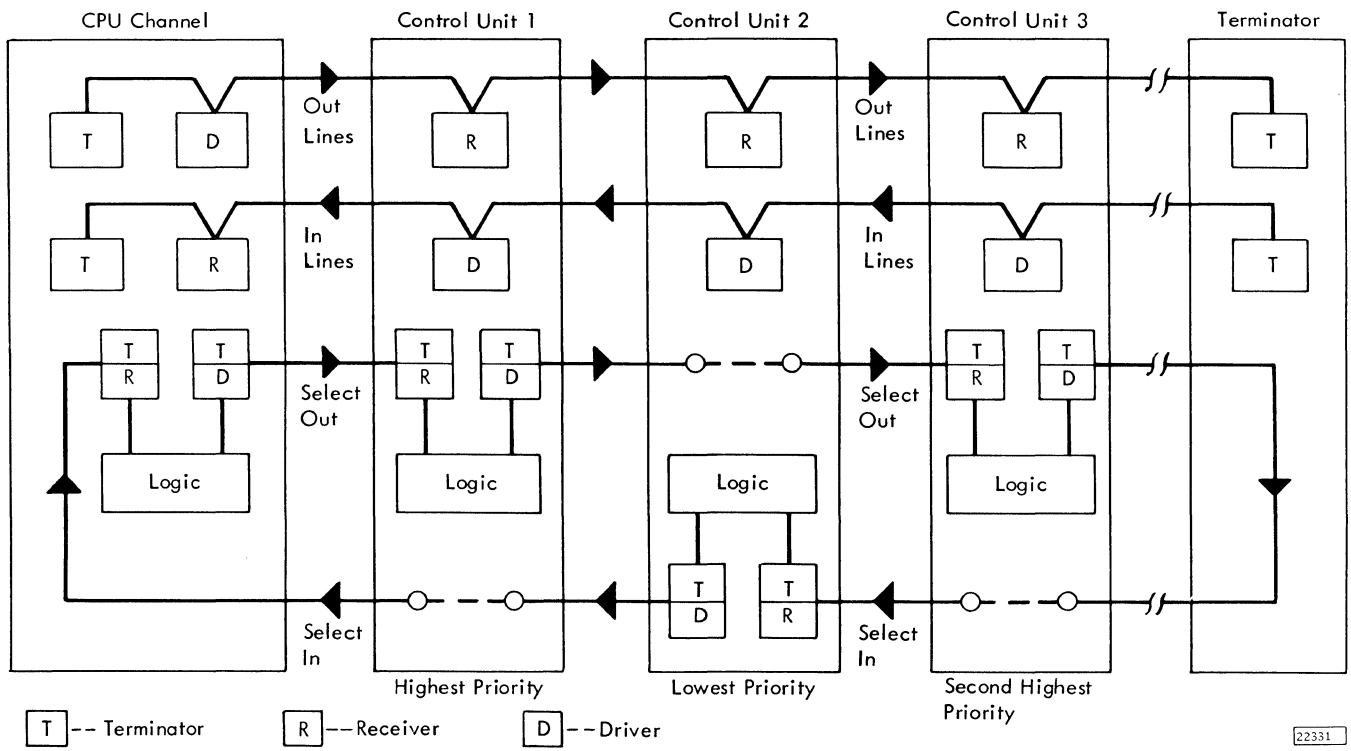 CPU Channel
Control Unit 1
Control Unit 2
Control Unit 3
Terminator
Out
Lines
Out
Lines
T
D
R
R
R
T
In
Lines
In
Lines
T
R
D
D
D
T
T
R
T
D
Select
Out
T
R
T
D
Select
Out
T
R
T
D
Logic
Logic
Logic
Logic
Select
In
T
D
T
R
Select
In
Highest Priority
Lowest Priority
Second Highest
Priority
T -- Terminator
R --Receiver
D --Driver
22331